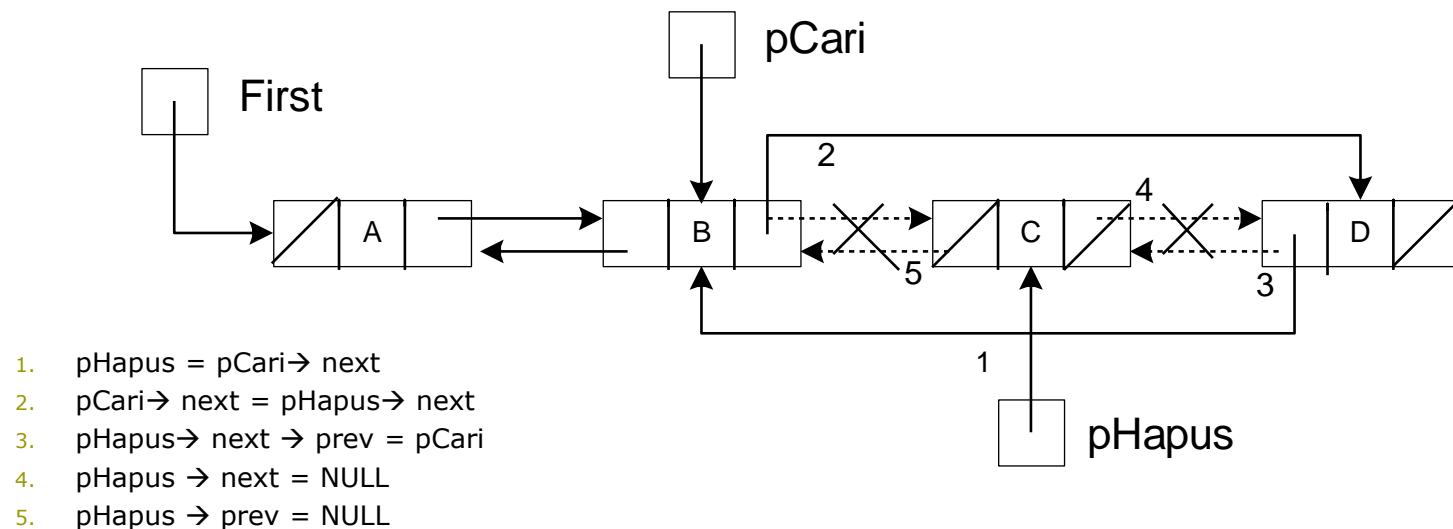 pCari
First
2
4
A
B
C
D
5
3
1
pHapus
1. pHapus = pCari→ next
2. pCari→ next = pHapus→ next
3. pHapus→ next → prev = pCari
4. pHapus → next = NULL
5. pHapus → prev = NULL